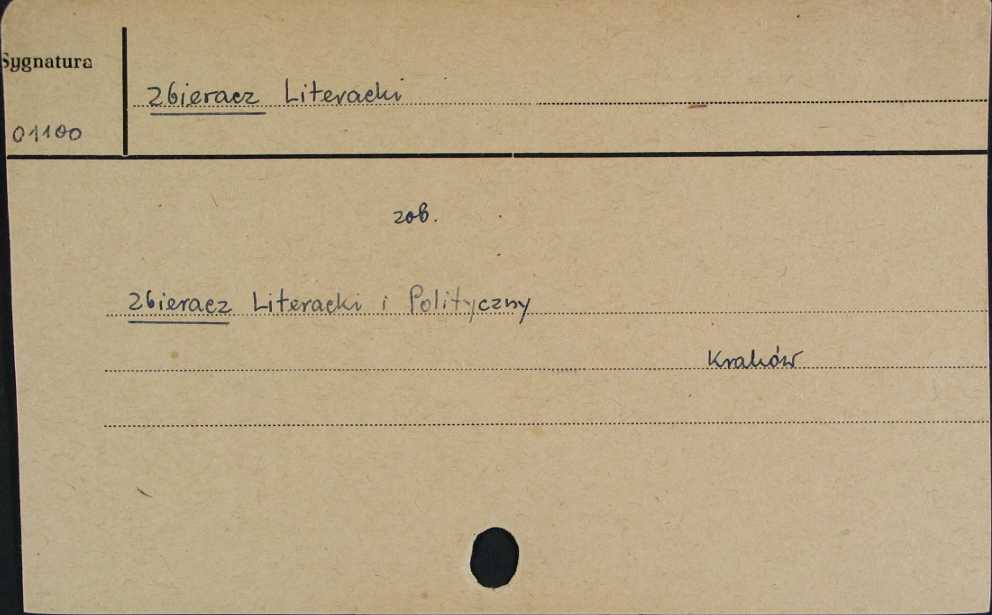 Sygnatura
Zbieracz Literacki
01100
zob.
Zbieracz Literacki i Polityczny
Kraków